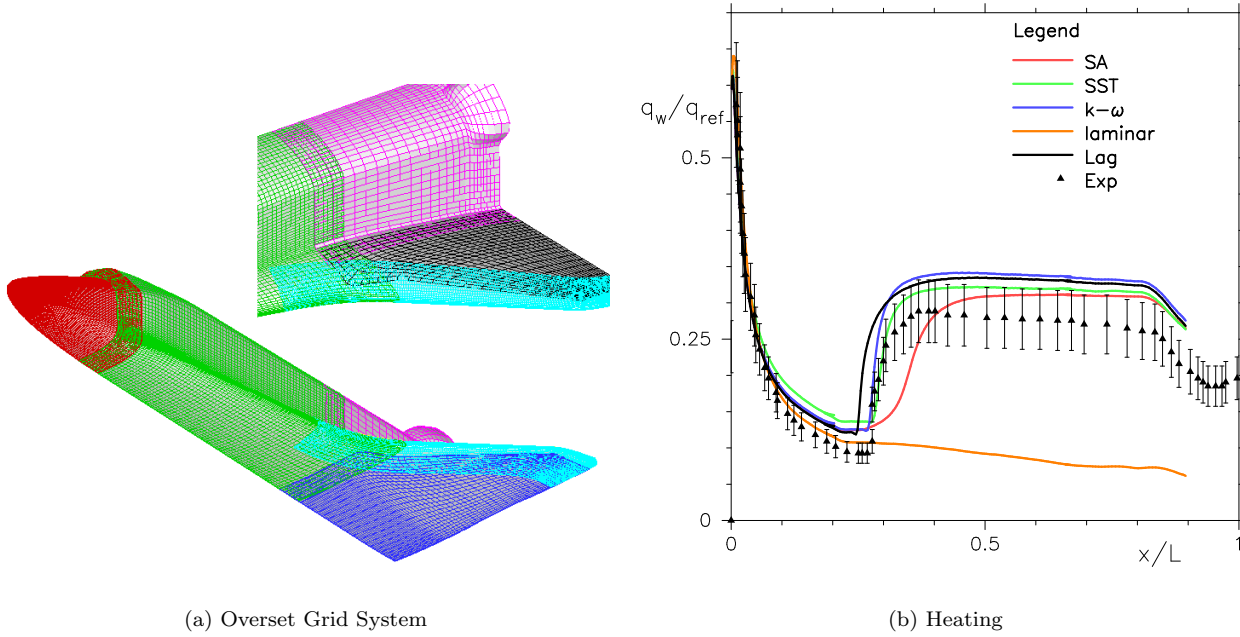 Legend
SA
SST
k-ω
laminar
Lag
Exp
q_w/q_ref
0.5
0.25
0
0
0.5
1
x/L
(a) Overset Grid System
(b) Heating